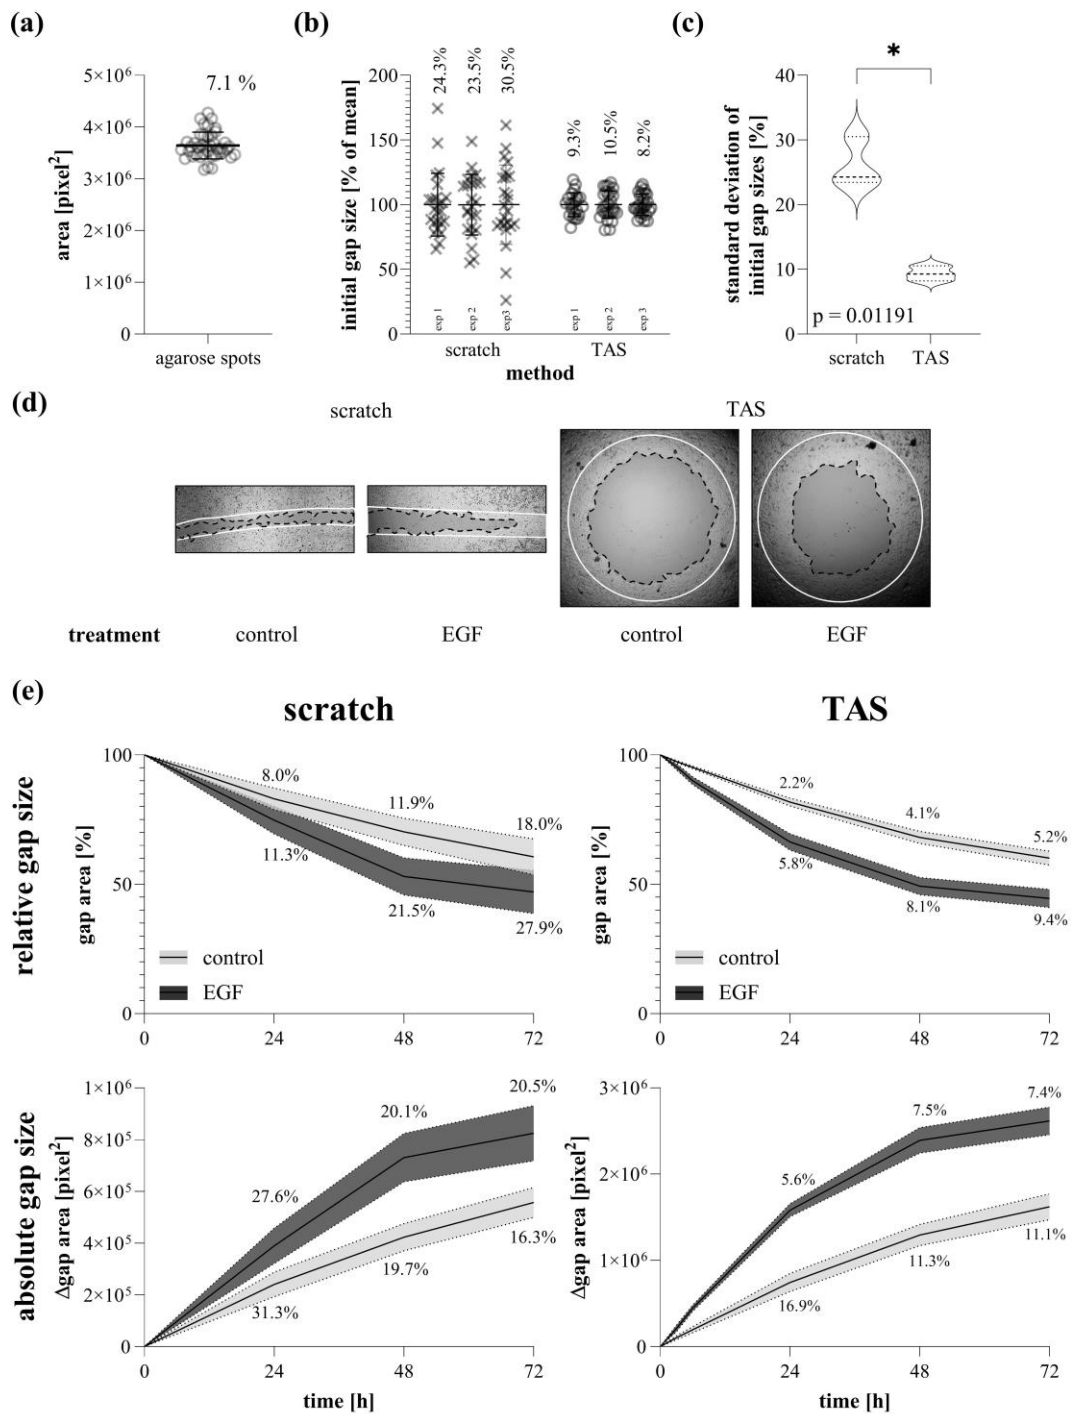 (a)
(b)
(c)
5×10⁶
4×10⁶
3×10⁶
2×10⁶
1×10⁶
0
area [pixel²]
7.1 %
agarose spots
200
150
100
50
0
initial gap size [% of mean]
24.3%
23.5%
30.5%
9.3%
10.5%
8.2%
exp 1
exp 2
exp3
exp 1
exp 2
exp 3
scratch
TAS
method
40
30
20
10
0
standard deviation of
initial gap sizes [%]
*
p = 0.01191
scratch
TAS
(d)
scratch
TAS
treatment
control
EGF
control
EGF
(e)
scratch
TAS
relative gap size
100
50
0
gap area [%]
8.0%
11.9%
18.0%
11.3%
21.5%
27.9%
control
EGF
0
24
48
72
100
50
0
gap area [%]
2.2%
4.1%
5.2%
5.8%
8.1%
9.4%
control
EGF
0
24
48
72
absolute gap size
1×10⁶
8×10⁵
6×10⁵
4×10⁵
2×10⁵
0
Δgap area [pixel²]
27.6%
20.1%
20.5%
31.3%
19.7%
16.3%
0
24
48
72
time [h]
3×10⁶
2×10⁶
1×10⁶
0
Δgap area [pixel²]
5.6%
7.5%
7.4%
16.9%
11.3%
11.1%
0
24
48
72
time [h]